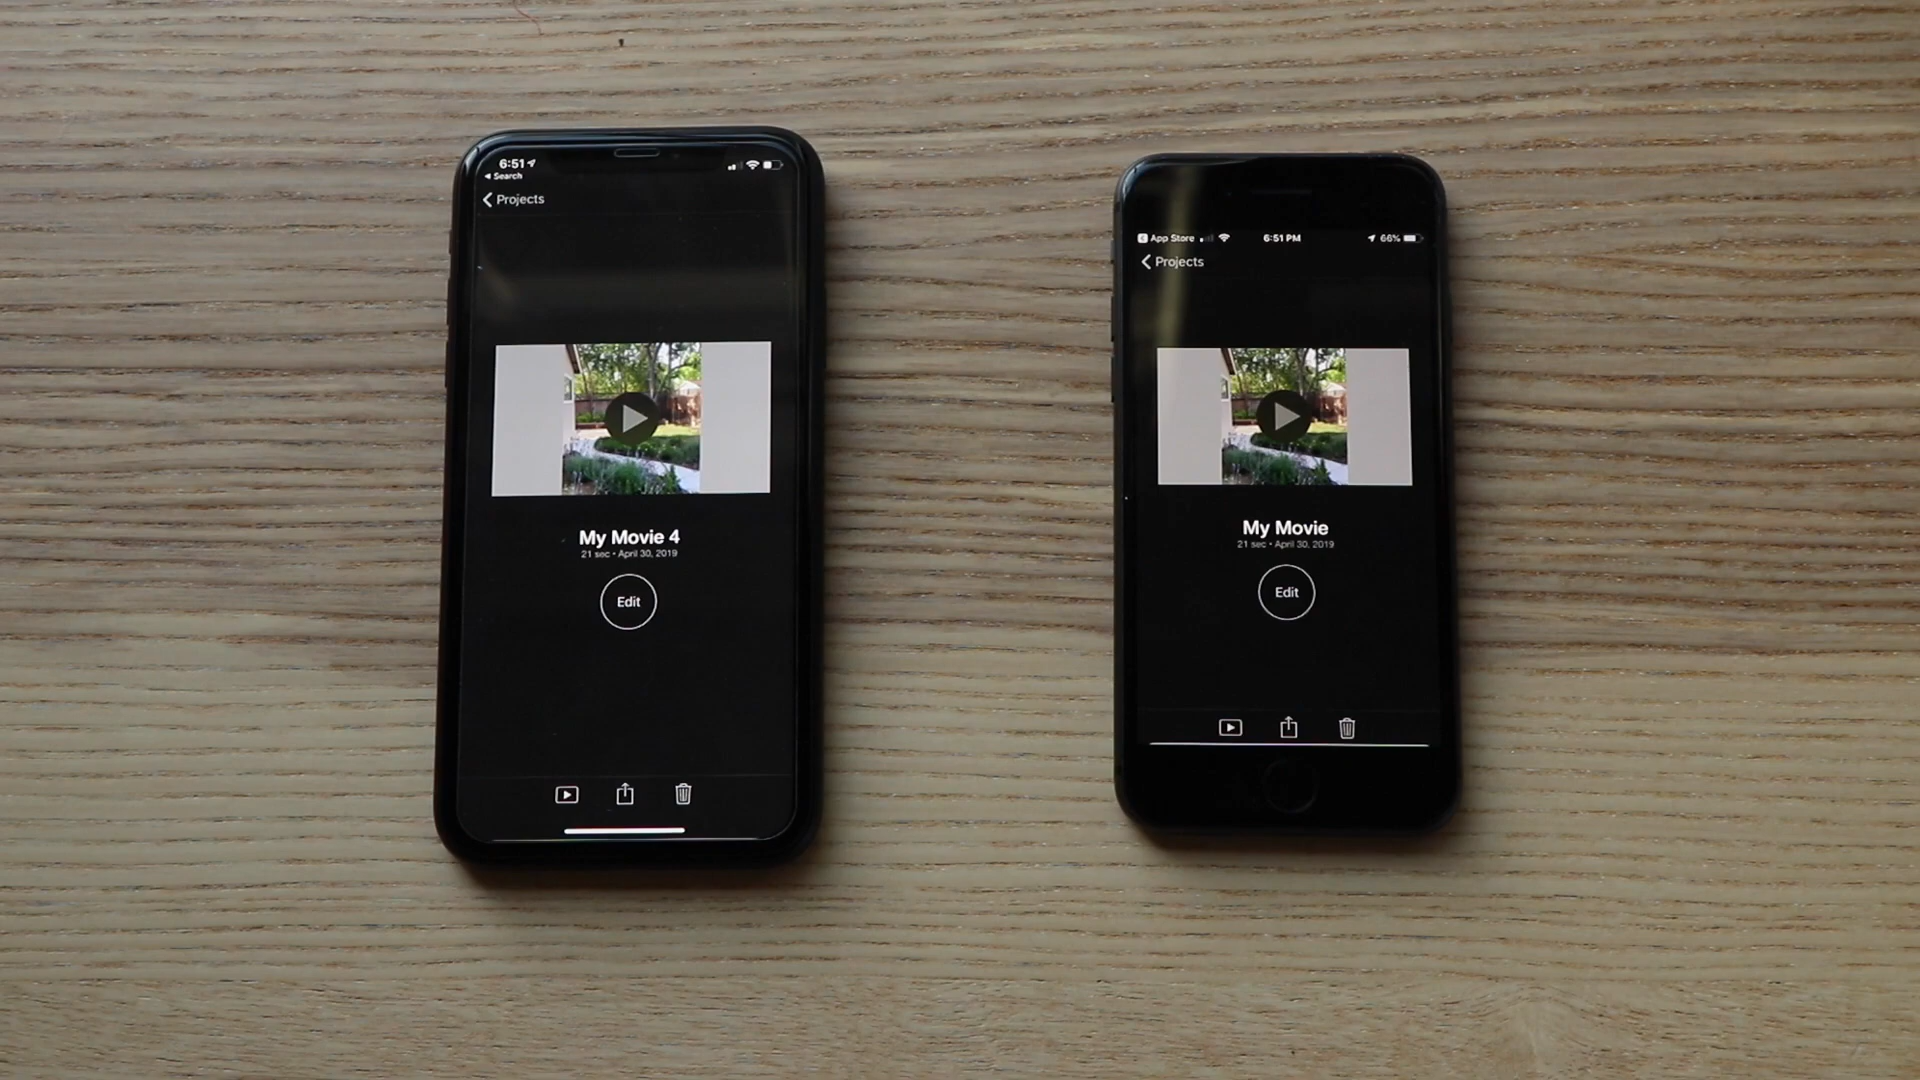 6:51
Search
Projects
My Movie 4
21 sec • April 30, 2019
Edit
App Store
6:51 PM
66%
Projects
My Movie
21 sec • April 30, 2019
Edit